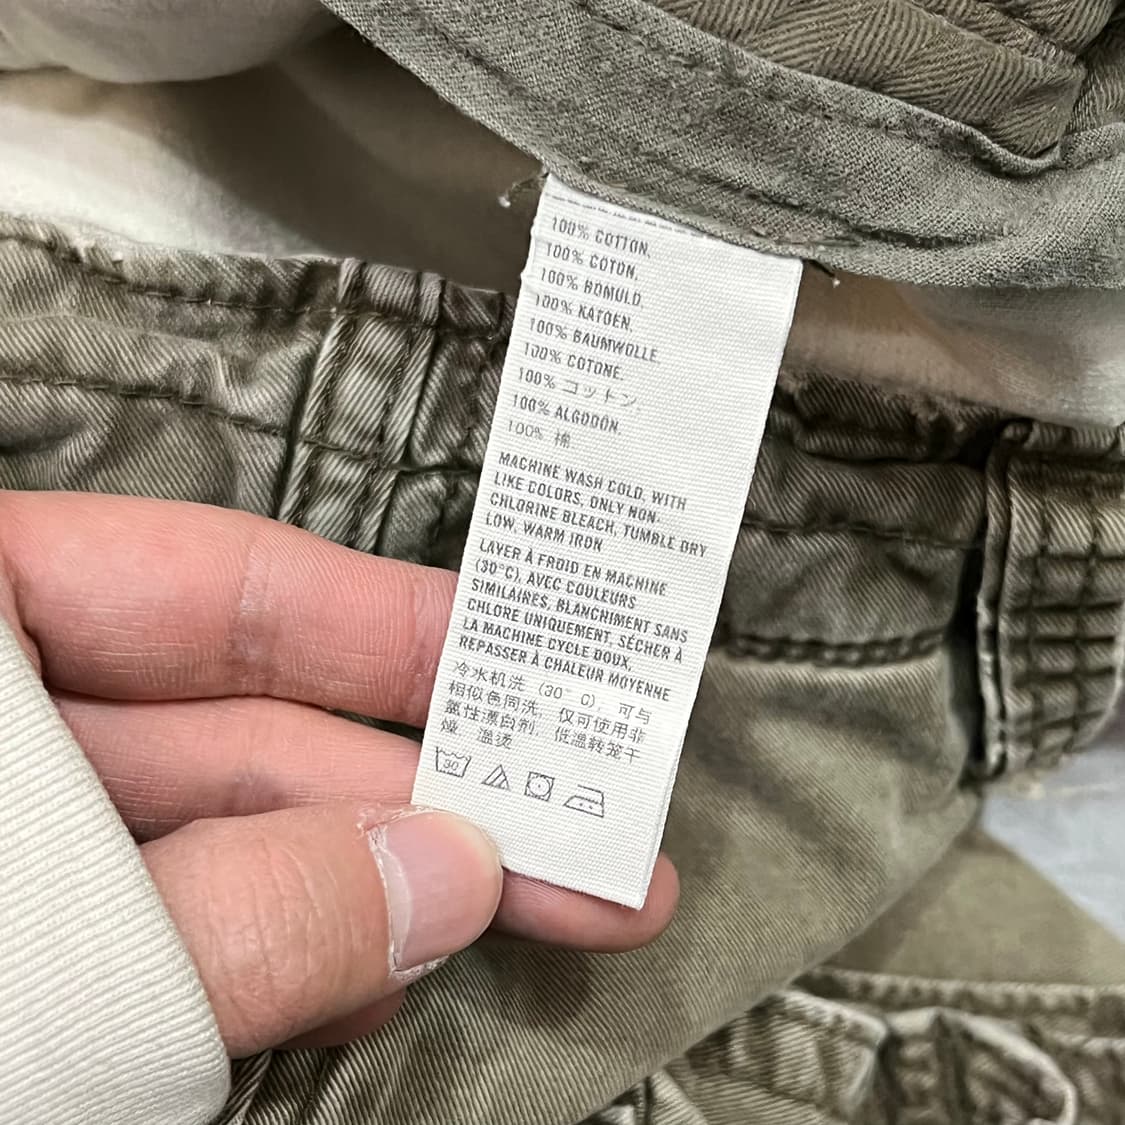 100% COTTON,
100% COTON,
100% BOMULD,
100% KATOEN,
100% BAUMWOLLE,
100% COTONE,
100% コットン,
100% ALGODÓN,
100% 棉
MACHINE WASH COLD, WITH
LIKE COLORS, ONLY NON-
CHLORINE BLEACH, TUMBLE DRY
LOW, WARM IRON
LAVER À FROID EN MACHINE
(30°C), AVEC COULEURS
SIMILAIRES, BLANCHIMENT SANS
CHLORE UNIQUEMENT, SÉCHER À
LA MACHINE CYCLE DOUX,
REPASSER À CHALEUR MOYENNE
冷水机洗 (30° C), 可与
相似色同洗, 仅可使用非
氯性漂白剂, 低温转笼干
燥, 温烫
30